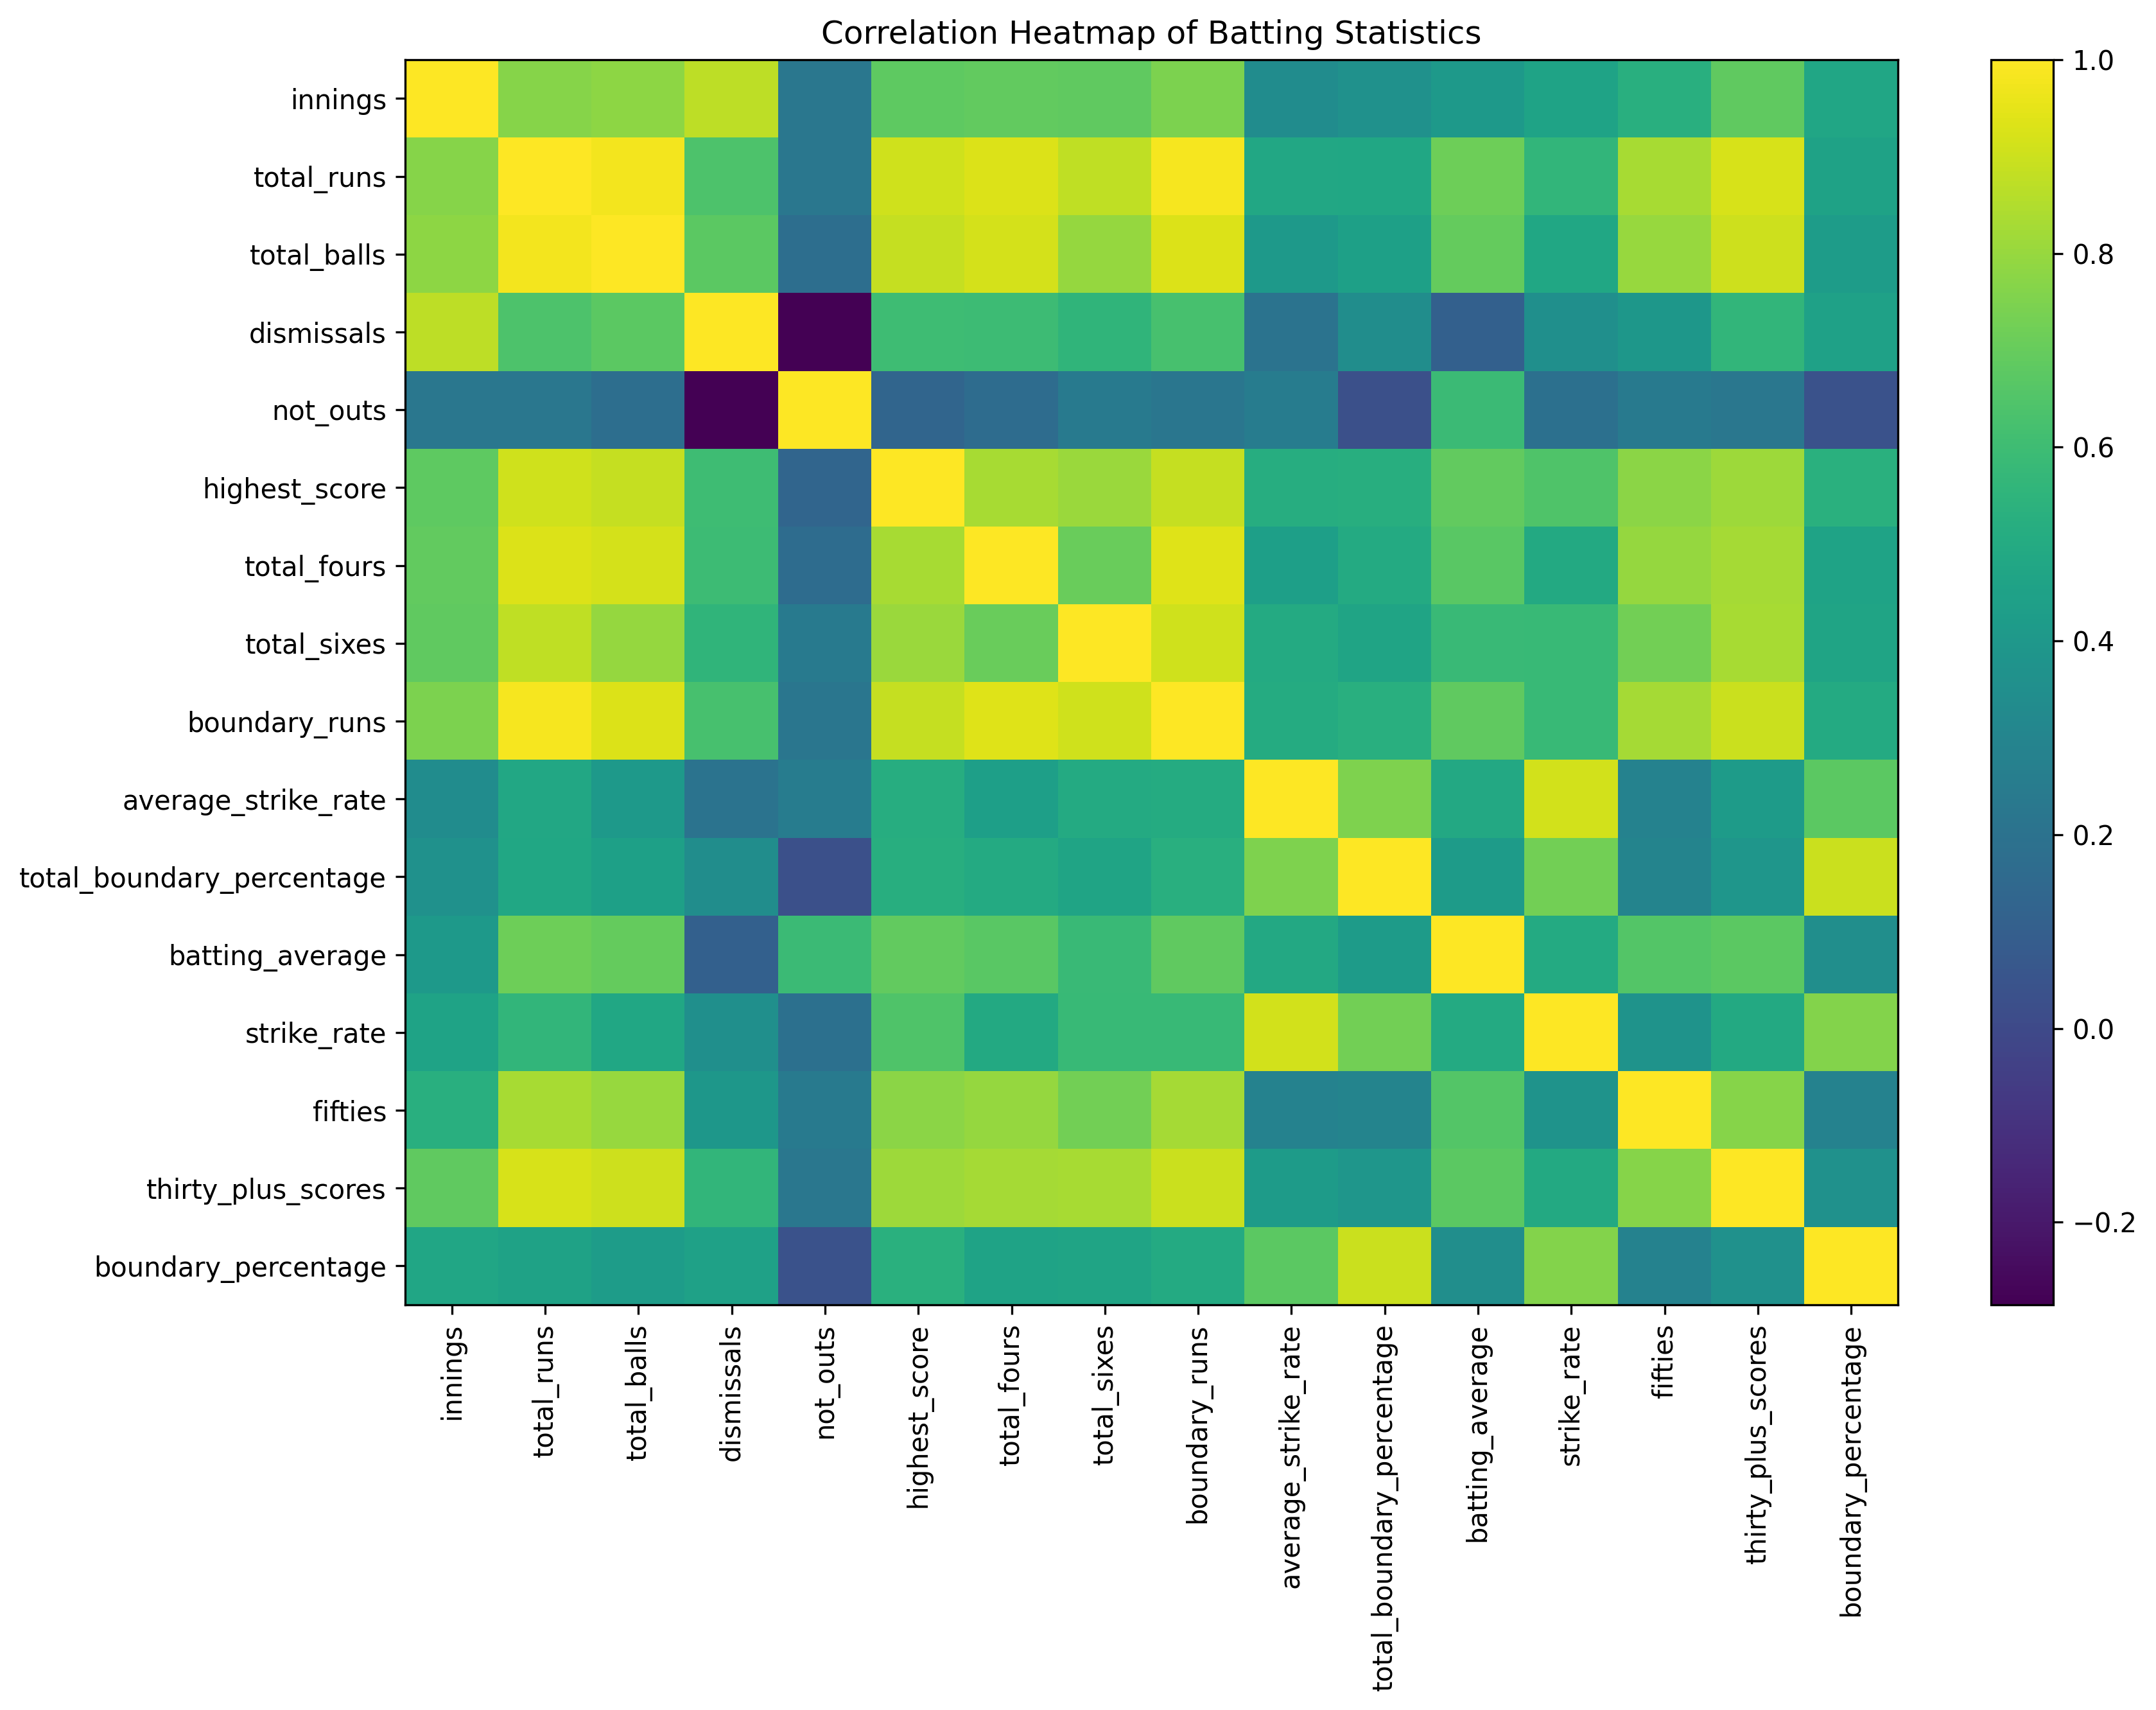 Correlation Heatmap of Batting Statistics
innings
total_runs
total_balls
dismissals
not_outs
highest_score
total_fours
total_sixes
boundary_runs
average_strike_rate
total_boundary_percentage
batting_average
strike_rate
fifties
thirty_plus_scores
boundary_percentage
innings
total_runs
total_balls
dismissals
not_outs
highest_score
total_fours
total_sixes
boundary_runs
average_strike_rate
total_boundary_percentage
batting_average
strike_rate
fifties
thirty_plus_scores
boundary_percentage
1.0
0.8
0.6
0.4
0.2
0.0
−0.2